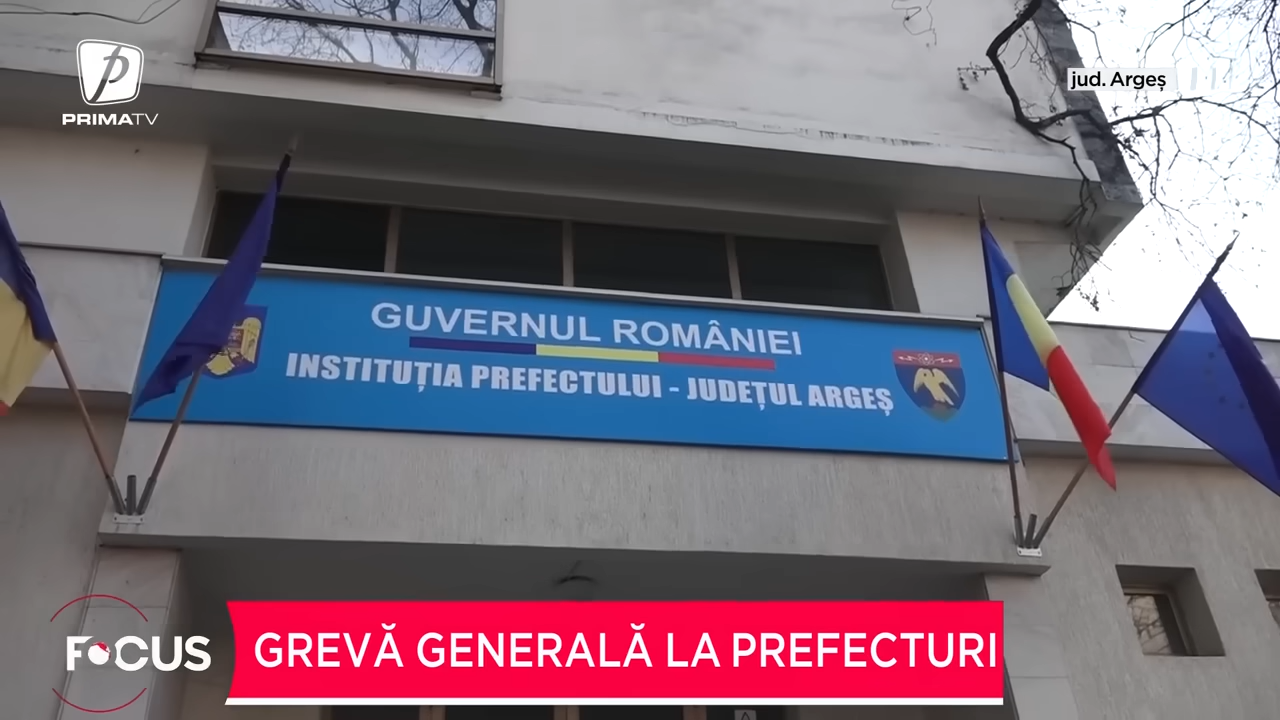 PRIMATV
jud. Argeș
GUVERNUL ROMÂNIEI
INSTITUȚIA PREFECTULUI - JUDEȚUL ARGEȘ
FOCUS
GREVĂ GENERALĂ LA PREFECTURI